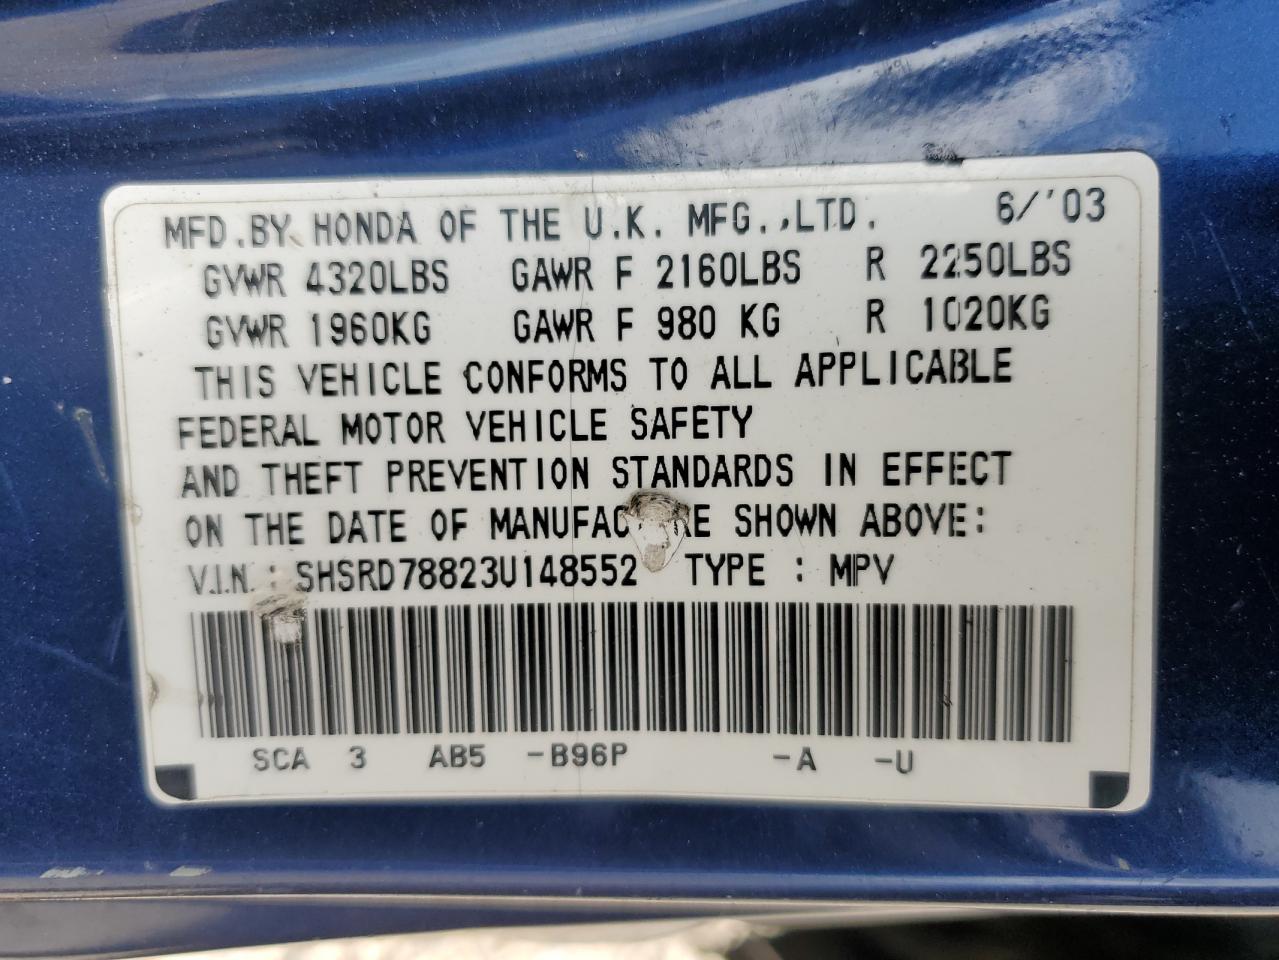 MFD.BY HONDA OF THE U.K. MFG.,LTD. 6/'03
GVWR 4320LBS GAWR F 2160LBS R 2250LBS
GVWR 1960KG GAWR F 980 KG R 1020KG
THIS VEHICLE CONFORMS TO ALL APPLICABLE
FEDERAL MOTOR VEHICLE SAFETY
AND THEFT PREVENTION STANDARDS IN EFFECT
ON THE DATE OF MANUFACTURE SHOWN ABOVE:
V.I.N.: SHSRD78823U148552 TYPE : MPV
SCA 3 AB5 -B96P -A -U